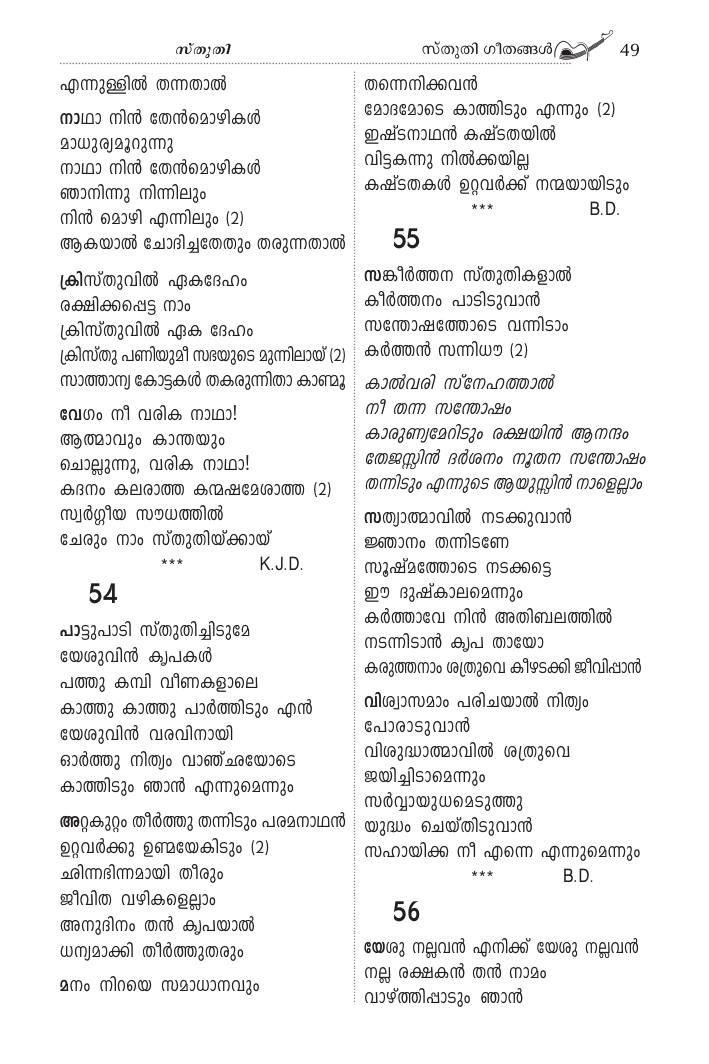 സ്തുതി
സ്തുതി ഗീതങ്ങൾ 49
എന്നുള്ളിൽ തന്നതാൽ
നാഥാ നിൻ തേൻമൊഴികൾ
മാധുര്യമൂറുന്നു
നാഥാ നിൻ തേൻമൊഴികൾ
ഞാനിന്നു നിന്നിലും
നിൻ മൊഴി എന്നിലും (2)
ആകയാൽ ചോദിച്ചതേതും തരുന്നതാൽ
ക്രിസ്തുവിൽ ഏകദേഹം
രക്ഷിക്കപ്പെട്ട നാം
ക്രിസ്തുവിൽ ഏക ദേഹം
ക്രിസ്തു പണിയുമീ സഭയുടെ മുന്നിലായ് (2)
സാത്താന്യ കോട്ടകൾ തകരുന്നിതാ കാണ്മൂ
വേഗം നീ വരിക നാഥാ!
ആത്മാവും കാന്തയും
ചൊല്ലുന്നു, വരിക നാഥാ!
കദനം കലരാത്ത കന്മഷമേശാത്ത (2)
സ്വർഗ്ഗീയ സൗധത്തിൽ
ചേരും നാം സ്തുതിയ്ക്കായ്
*** K.J.D.
54
പാട്ടുപാടി സ്തുതിച്ചിടുമേ
യേശുവിൻ കൃപകൾ
പത്തു കമ്പി വീണകളാലെ
കാത്തു കാത്തു പാർത്തിടും എൻ
യേശുവിൻ വരവിനായി
ഓർത്തു നിത്യം വാഞ്ഛയോടെ
കാത്തിടും ഞാൻ എന്നുമെന്നും
അറ്റകുറ്റം തീർത്തു തന്നിടും പരമനാഥൻ
ഉറ്റവർക്കു ഉണ്മയേകിടും (2)
ഛിന്നഭിന്നമായി തീരും
ജീവിത വഴികളെല്ലാം
അനുദിനം തൻ കൃപയാൽ
ധന്യമാക്കി തീർത്തുതരും
മനം നിറയെ സമാധാനവും
തന്നെനിക്കവൻ
മോദമോടെ കാത്തിടും എന്നും (2)
ഇഷ്ടനാഥൻ കഷ്ടതയിൽ
വിട്ടകന്നു നിൽക്കയില്ല
കഷ്ടതകൾ ഉറ്റവർക്ക് നന്മയായിടും
*** B.D.
55
സങ്കീർത്തന സ്തുതികളാൽ
കീർത്തനം പാടിടുവാൻ
സന്തോഷത്തോടെ വന്നിടാം
കർത്തൻ സന്നിധൗ (2)
കാൽവരി സ്നേഹത്താൽ
നീ തന്ന സന്തോഷം
കാരുണ്യമേറിടും രക്ഷയിൻ ആനന്ദം
തേജസ്സിൻ ദർശനം നൂതന സന്തോഷം
തന്നിടും എന്നുടെ ആയുസ്സിൻ നാളെല്ലാം
സത്യാത്മാവിൽ നടക്കുവാൻ
ജ്ഞാനം തന്നിടണേ
സൂഷ്മത്തോടെ നടക്കട്ടെ
ഈ ദുഷ്കാലമെന്നും
കർത്താവേ നിൻ അതിബലത്തിൽ
നടന്നിടാൻ കൃപ തായോ
കരുത്തനാം ശത്രുവെ കീഴടക്കി ജീവിപ്പാൻ
വിശ്വാസമാം പരിചയാൽ നിത്യം
പോരാടുവാൻ
വിശുദ്ധാത്മാവിൽ ശത്രുവെ
ജയിച്ചിടാമെന്നും
സർവ്വായുധമെടുത്തു
യുദ്ധം ചെയ്തിടുവാൻ
സഹായിക്ക നീ എന്നെ എന്നുമെന്നും
*** B.D.
56
യേശു നല്ലവൻ എനിക്ക് യേശു നല്ലവൻ
നല്ല രക്ഷകൻ തൻ നാമം
വാഴ്ത്തിപ്പാടും ഞാൻ